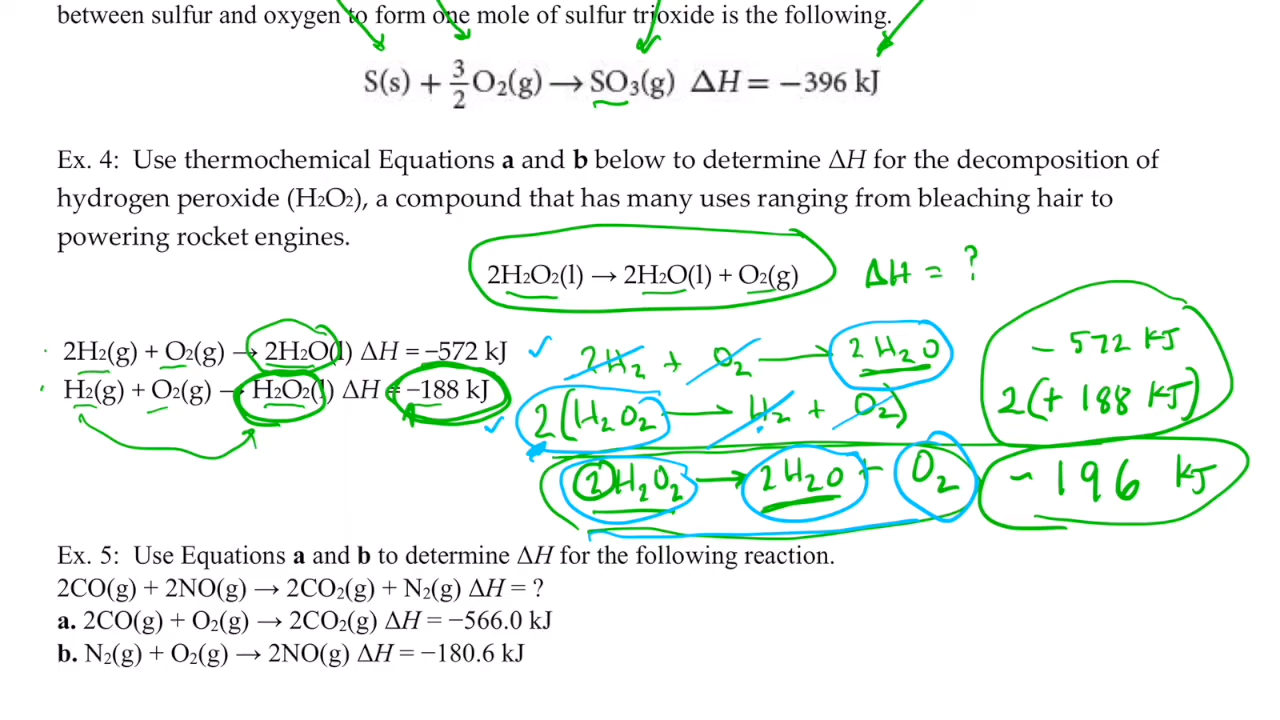 between sulfur and oxygen to form one mole of sulfur trioxide is the following.
S(s) + 3/2 O₂(g) → SO₃(g) ΔH = −396 kJ
Ex. 4: Use thermochemical Equations a and b below to determine ΔH for the decomposition of
hydrogen peroxide (H₂O₂), a compound that has many uses ranging from bleaching hair to
powering rocket engines.
2H₂O₂(l) → 2H₂O(l) + O₂(g) ΔH = ?
2H₂(g) + O₂(g) → 2H₂O(l) ΔH = −572 kJ ✓ 2H₂ + O₂ → 2H₂O − 572 KJ
H₂(g) + O₂(g) → H₂O₂(l) ΔH = −188 kJ ✓ 2(H₂O₂ → H₂ + O₂) 2(+ 188 KJ)
2H₂O₂ → 2H₂O + O₂ − 196 KJ
Ex. 5: Use Equations a and b to determine ΔH for the following reaction.
2CO(g) + 2NO(g) → 2CO₂(g) + N₂(g) ΔH = ?
a. 2CO(g) + O₂(g) → 2CO₂(g) ΔH = −566.0 kJ
b. N₂(g) + O₂(g) → 2NO(g) ΔH = −180.6 kJ